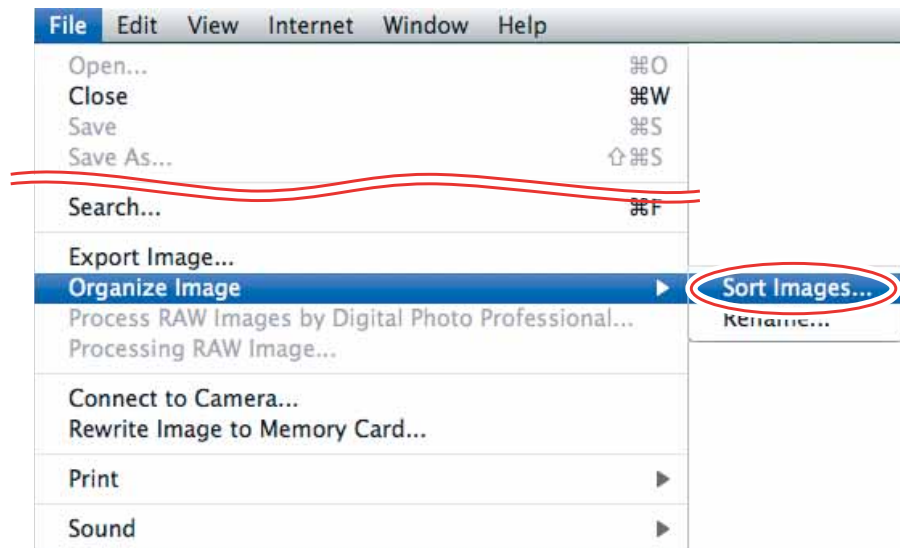 File Edit View Internet Window Help
Open... ⌘O
Close ⌘W
Save ⌘S
Save As... ⇧⌘S
Search... ⌘F
Export Image...
Organize Image ▶ Sort Images...
Process RAW Images by Digital Photo Professional... Rename...
Processing RAW Image...
Connect to Camera...
Rewrite Image to Memory Card...
Print ▶
Sound ▶